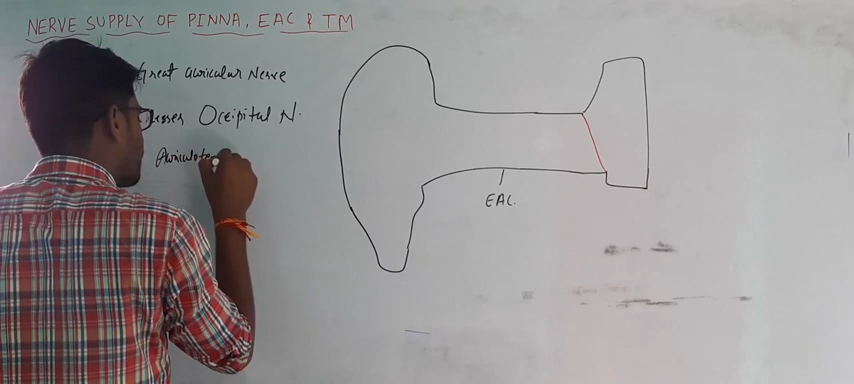 NERVE SUPPLY OF PINNA, EAC & TM
Great auricular Nerve
Occipital N.
EAC.